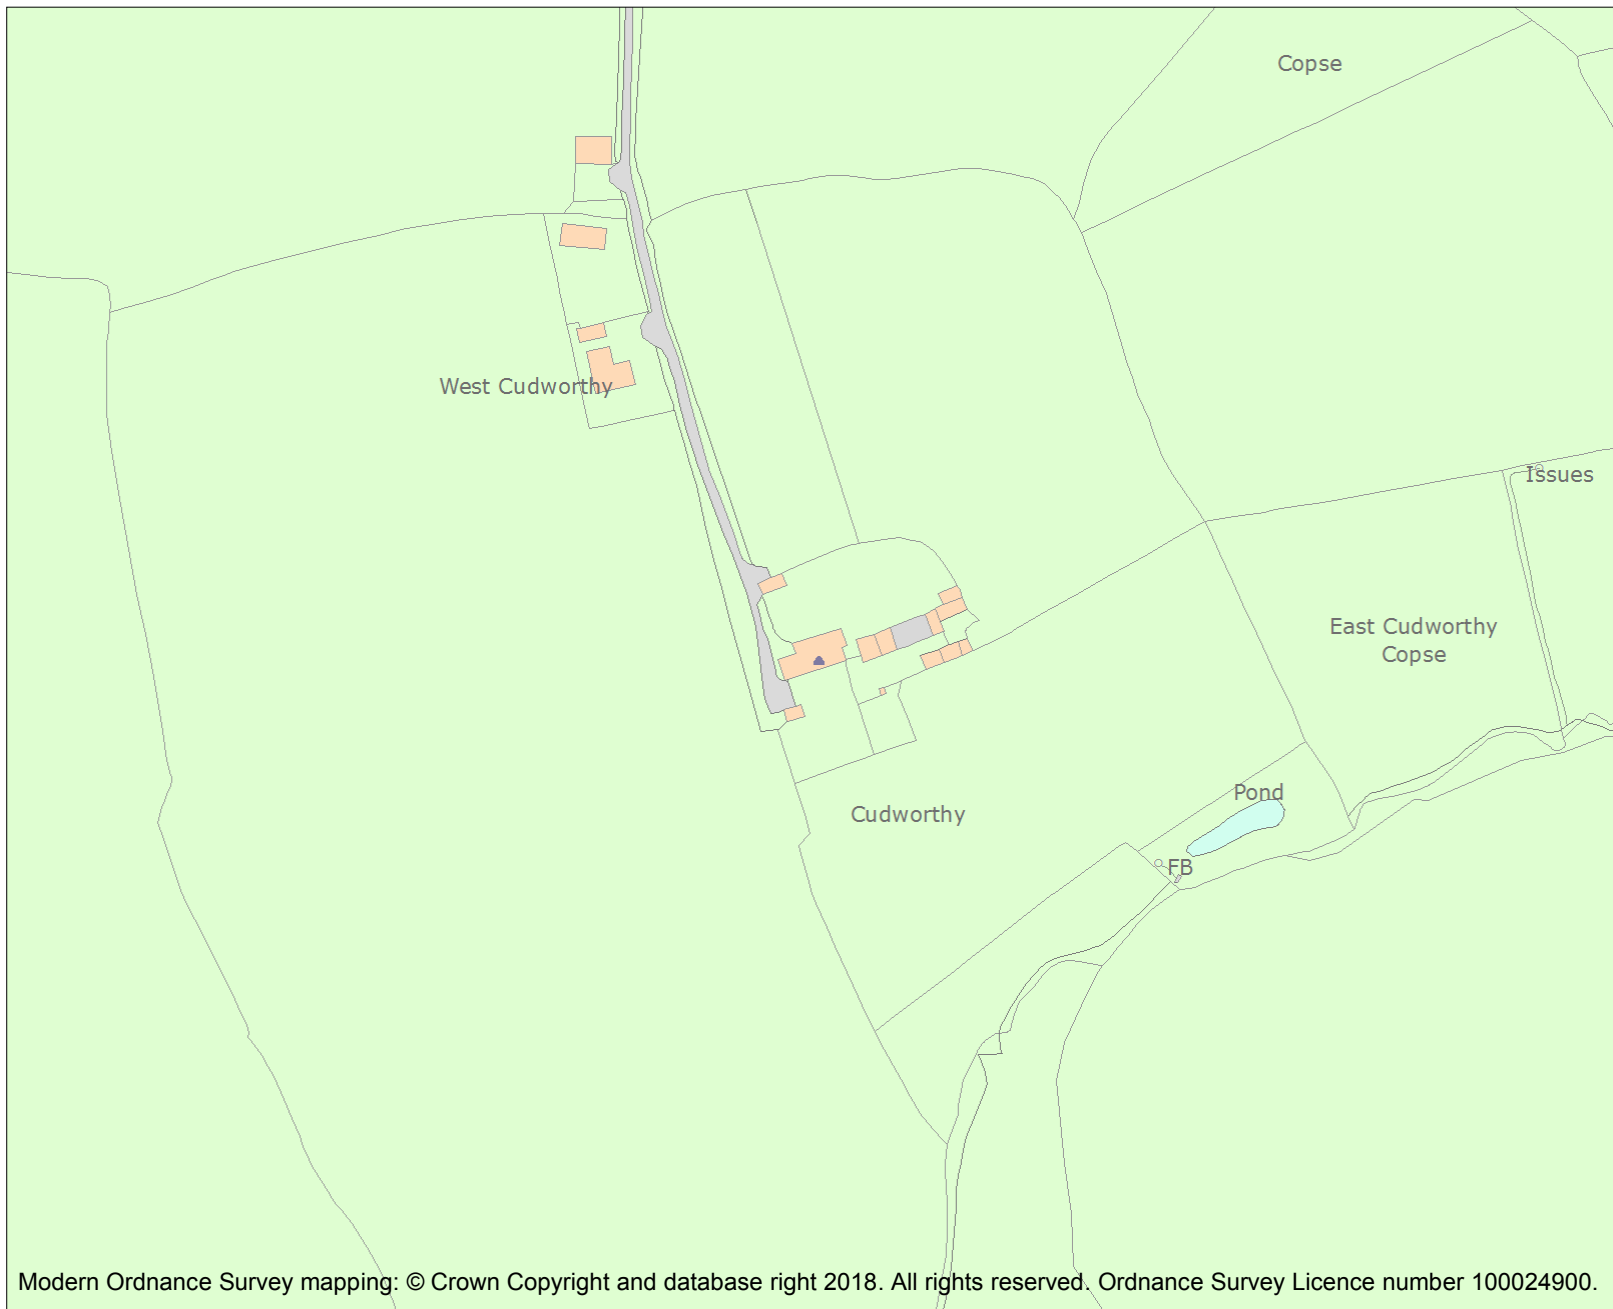 Copse
West Cudworthy
Issues
East Cudworthy
Copse
Pond
Cudworthy
FB
Modern Ordnance Survey mapping: © Crown Copyright and database right 2018. All rights reserved. Ordnance Survey Licence number 100024900.